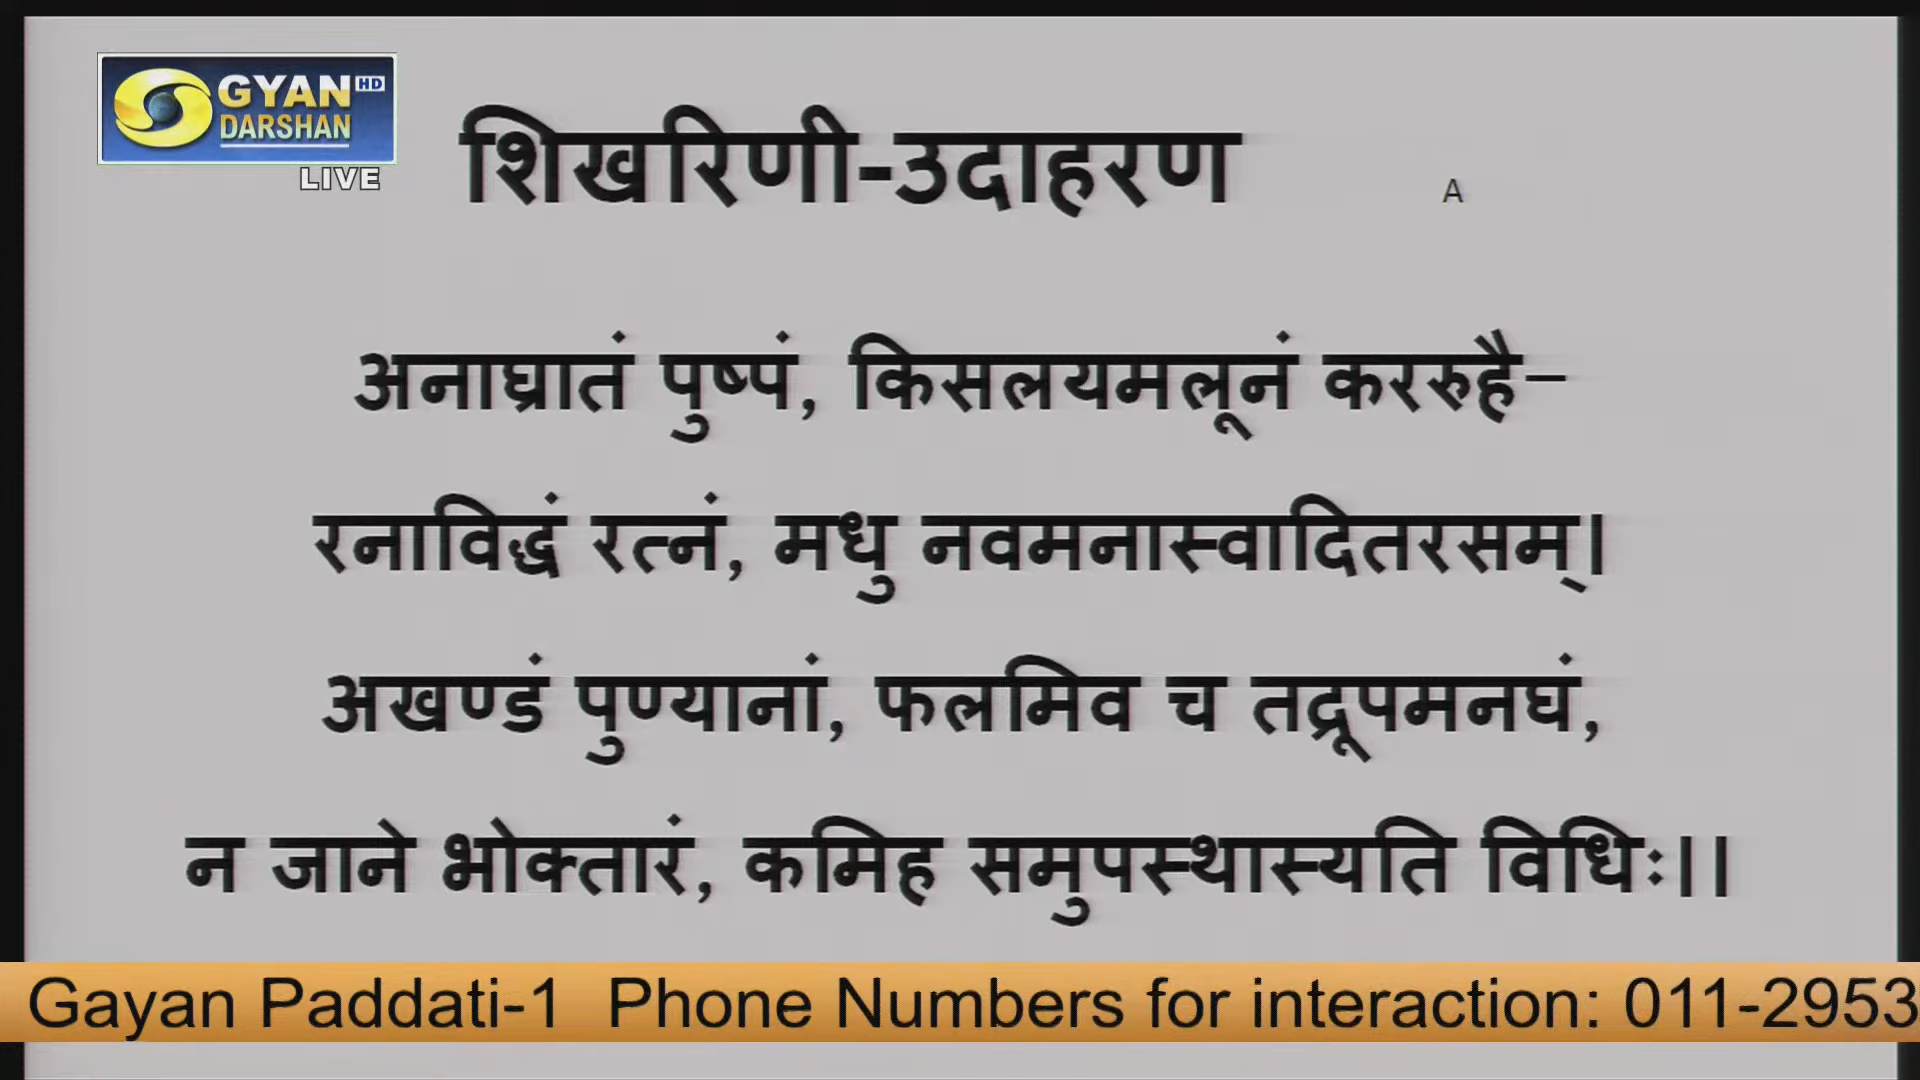 GYAN HD
DARSHAN
LIVE
शिखरिणी-उदाहरण
A
अनाघ्रातं पुष्पं, किसलयमलूनं कररुहै–
रनाविद्धं रत्नं, मधु नवमनास्वादितरसम्।
अखण्डं पुण्यानां, फलमिव च तद्रूपमनघं,
न जाने भोक्तारं, कमिह समुपस्थास्यति विधिः।।
Gayan Paddati-1 Phone Numbers for interaction: 011-2953